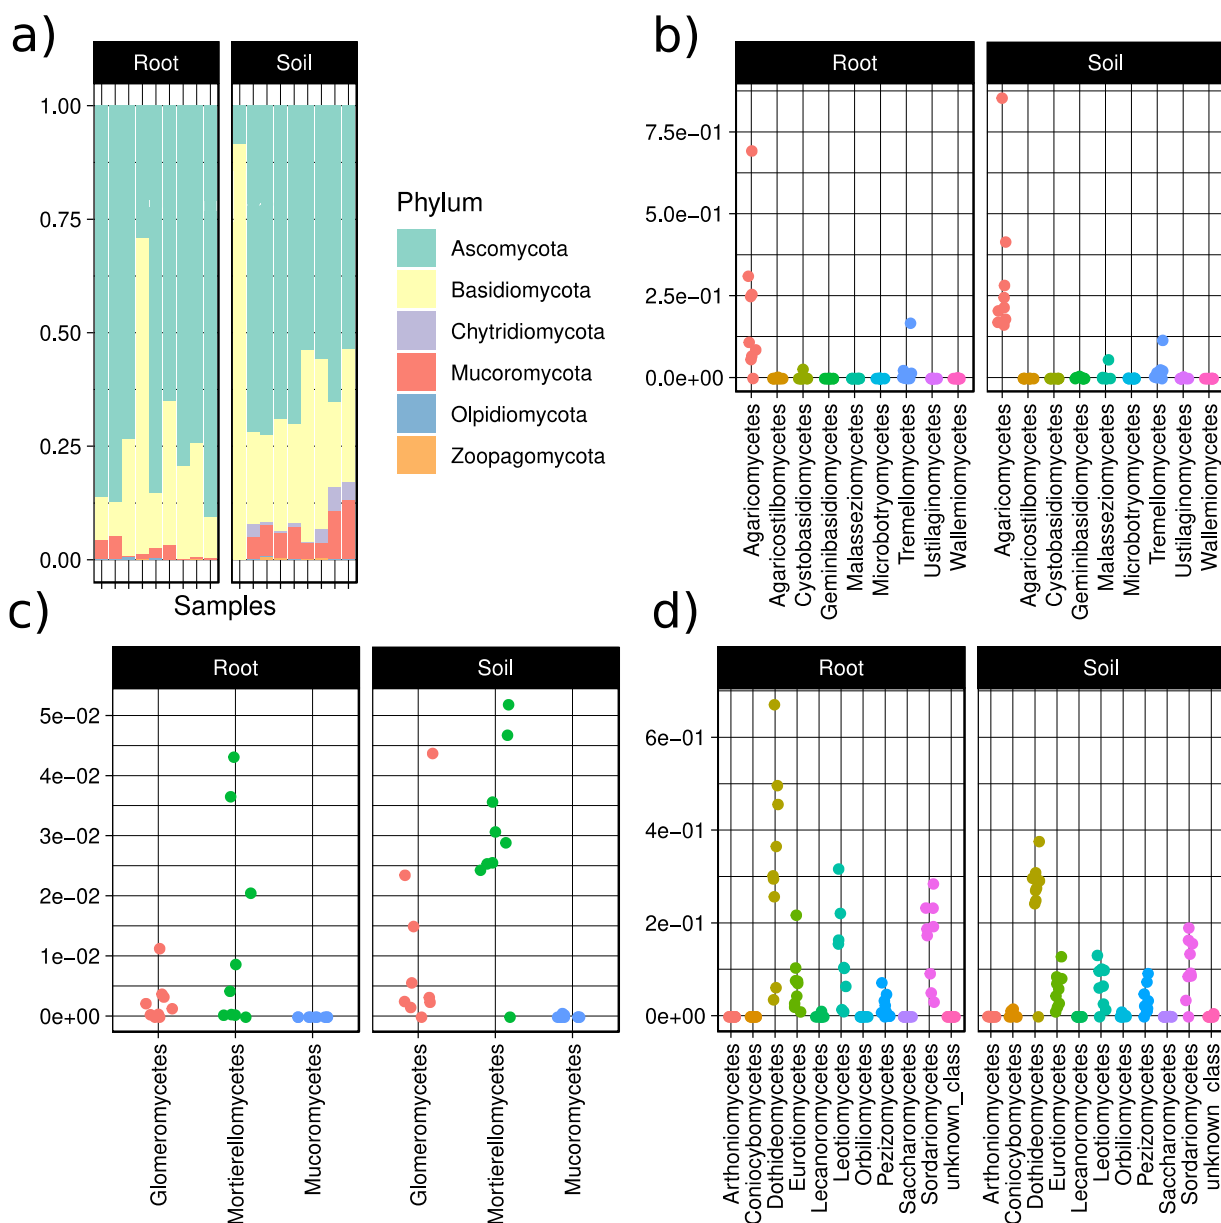 a)
Root Soil
1.00
0.75
0.50
0.25
0.00
Samples
Phylum
Ascomycota
Basidiomycota
Chytridiomycota
Mucoromycota
Olpidiomycota
Zoopagomycota
b)
Root Soil
7.5e−01
5.0e−01
2.5e−01
0.0e+00
Agaricomycetes
Agaricostilbomycetes
Cystobasidiomycetes
Geminibasidiomycetes
Malasseziomycetes
Microbotryomycetes
Tremellomycetes
Ustilaginomycetes
Wallemiomycetes
Agaricomycetes
Agaricostilbomycetes
Cystobasidiomycetes
Geminibasidiomycetes
Malasseziomycetes
Microbotryomycetes
Tremellomycetes
Ustilaginomycetes
Wallemiomycetes
c)
Root Soil
5e−02
4e−02
3e−02
2e−02
1e−02
0e+00
Glomeromycetes
Mortierellomycetes
Mucoromycetes
Glomeromycetes
Mortierellomycetes
Mucoromycetes
d)
Root Soil
6e−01
4e−01
2e−01
0e+00
Arthoniomycetes
Coniocybomycetes
Dothideomycetes
Eurotiomycetes
Lecanoromycetes
Leotiomycetes
Orbiliomycetes
Pezizomycetes
Saccharomycetes
Sordariomycetes
unknown_class
Arthoniomycetes
Coniocybomycetes
Dothideomycetes
Eurotiomycetes
Lecanoromycetes
Leotiomycetes
Orbiliomycetes
Pezizomycetes
Saccharomycetes
Sordariomycetes
unknown_class